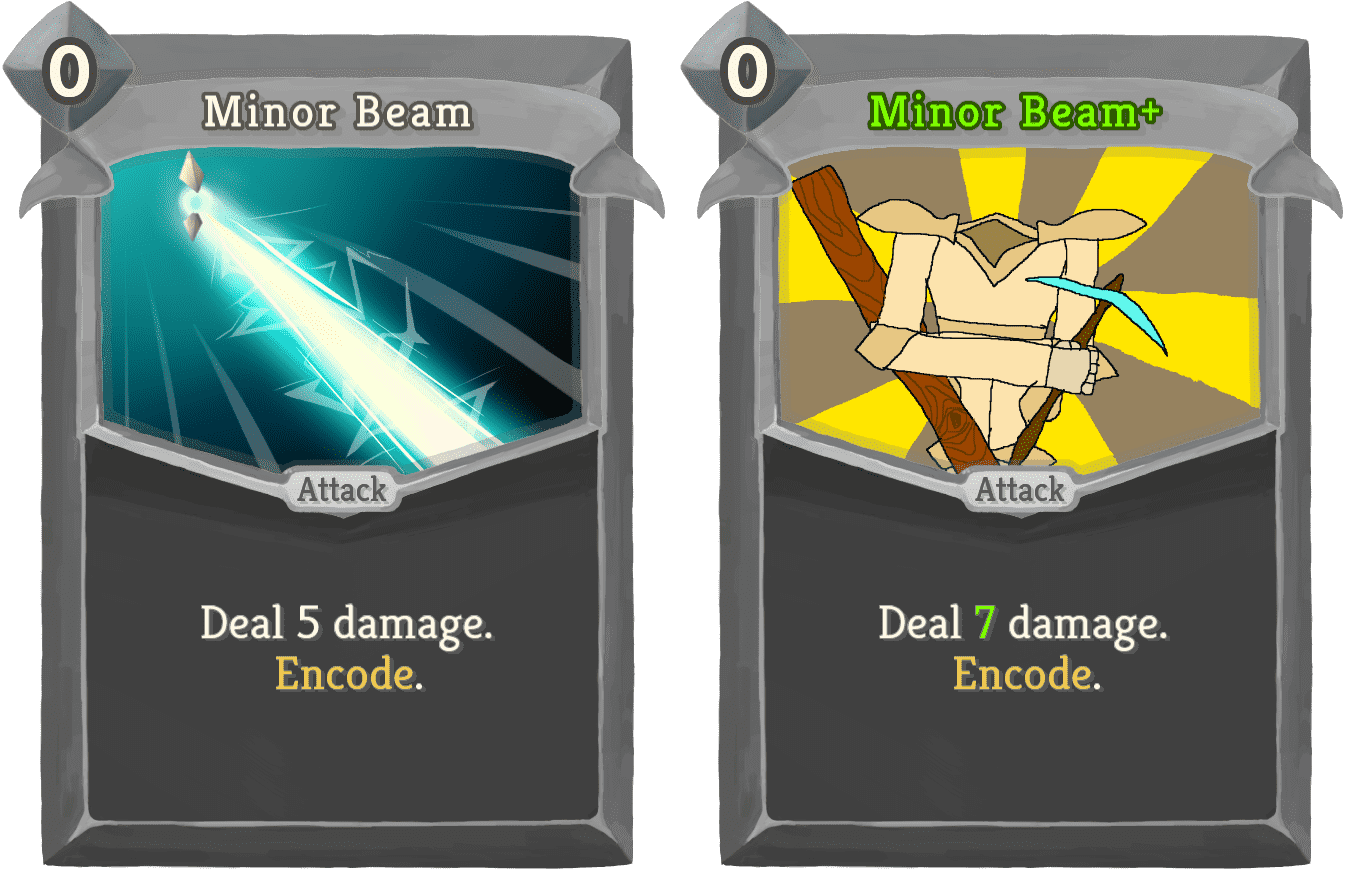 0
Minor Beam
Attack
Deal 5 damage.
Encode.
0
Minor Beam+
Attack
Deal 7 damage.
Encode.